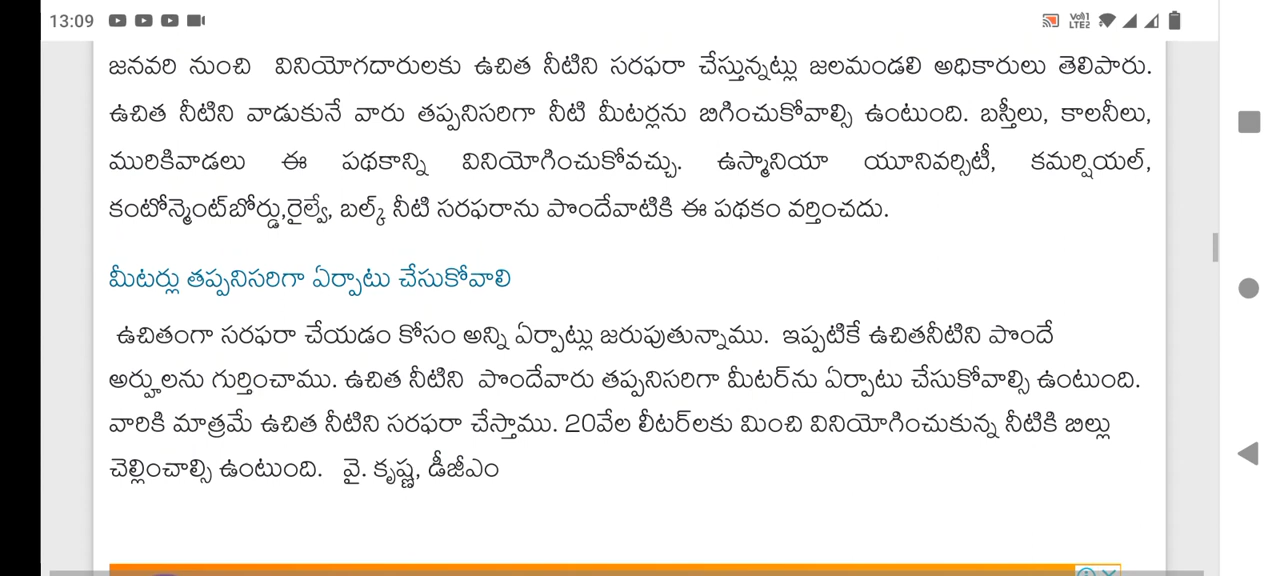 13:09
Vo)) 1
LTE2
జనవరి నుంచి వినియోగదారులకు ఉచిత నీటిని సరఫరా చేస్తున్నట్లు జలమండలి అధికారులు తెలిపారు.
ఉచిత నీటిని వాడుకునే వారు తప్పనిసరిగా నీటి మీటర్లను బిగించుకోవాల్సి ఉంటుంది. బస్తీలు, కాలనీలు,
మురికివాడలు ఈ పథకాన్ని వినియోగించుకోవచ్చు. ఉస్మానియా యూనివర్సిటీ, కమర్షియల్,
కంటోన్మెంట్‌బోర్డు,రైల్వే, బల్క్ నీటి సరఫరాను పొందేవాటికి ఈ పథకం వర్తించదు.
మీటర్లు తప్పనిసరిగా ఏర్పాటు చేసుకోవాలి
ఉచితంగా సరఫరా చేయడం కోసం అన్ని ఏర్పాట్లు జరుపుతున్నాము. ఇప్పటికే ఉచితనీటిని పొందే
అర్హులను గుర్తించాము. ఉచిత నీటిని పొందేవారు తప్పనిసరిగా మీటర్‌ను ఏర్పాటు చేసుకోవాల్సి ఉంటుంది.
వారికి మాత్రమే ఉచిత నీటిని సరఫరా చేస్తాము. 20వేల లీటర్‌లకు మించి వినియోగించుకున్న నీటికి బిల్లు
చెల్లించాల్సి ఉంటుంది. వై. కృష్ణ, డీజీఎం